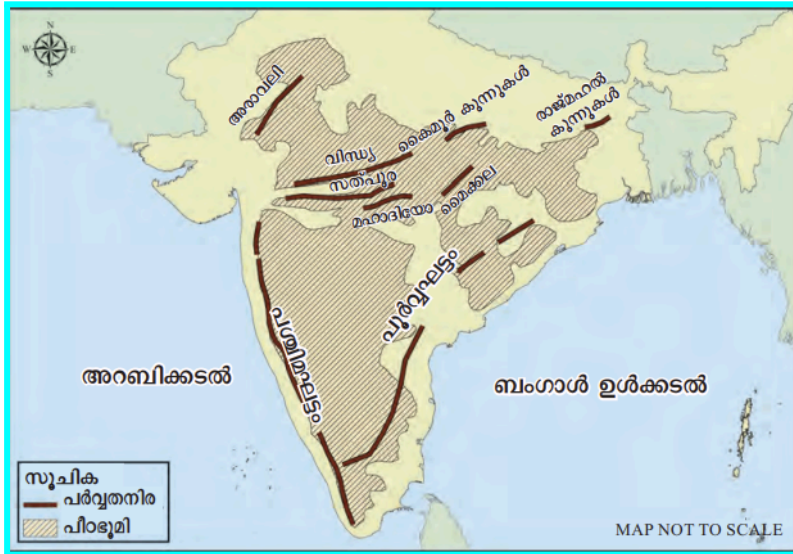 N
W
E
S
അരാവലി
വിന്ധ്യ
കൈമൂർ കുന്നുകൾ
രാജ്മഹൽ
കുന്നുകൾ
സത്പുര
മഹാദിയോ
മൈക്കല
പൂർവ്വഘട്ടം
പശ്ചിമഘട്ടം
അറബിക്കടൽ
ബംഗാൾ ഉൾക്കടൽ
സൂചിക
പർവ്വതനിര
പീഠഭൂമി
MAP NOT TO SCALE